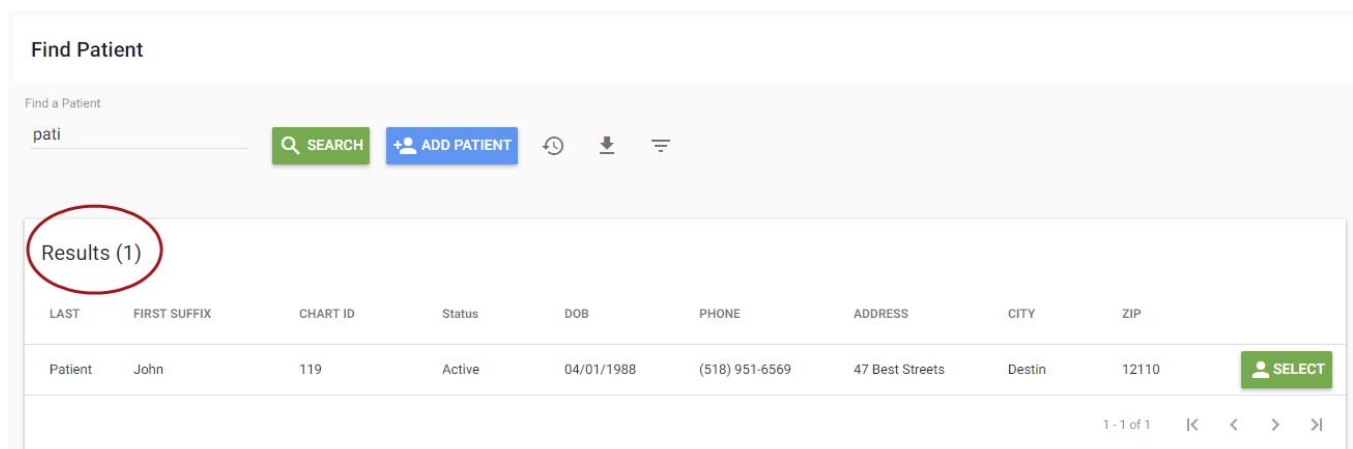 Find Patient
Find a Patient
pati
SEARCH
ADD PATIENT
Results (1)
LAST FIRST SUFFIX CHART ID Status DOB PHONE ADDRESS CITY ZIP
Patient John 119 Active 04/01/1988 (518) 951-6569 47 Best Streets Destin 12110 SELECT
1 - 1 of 1